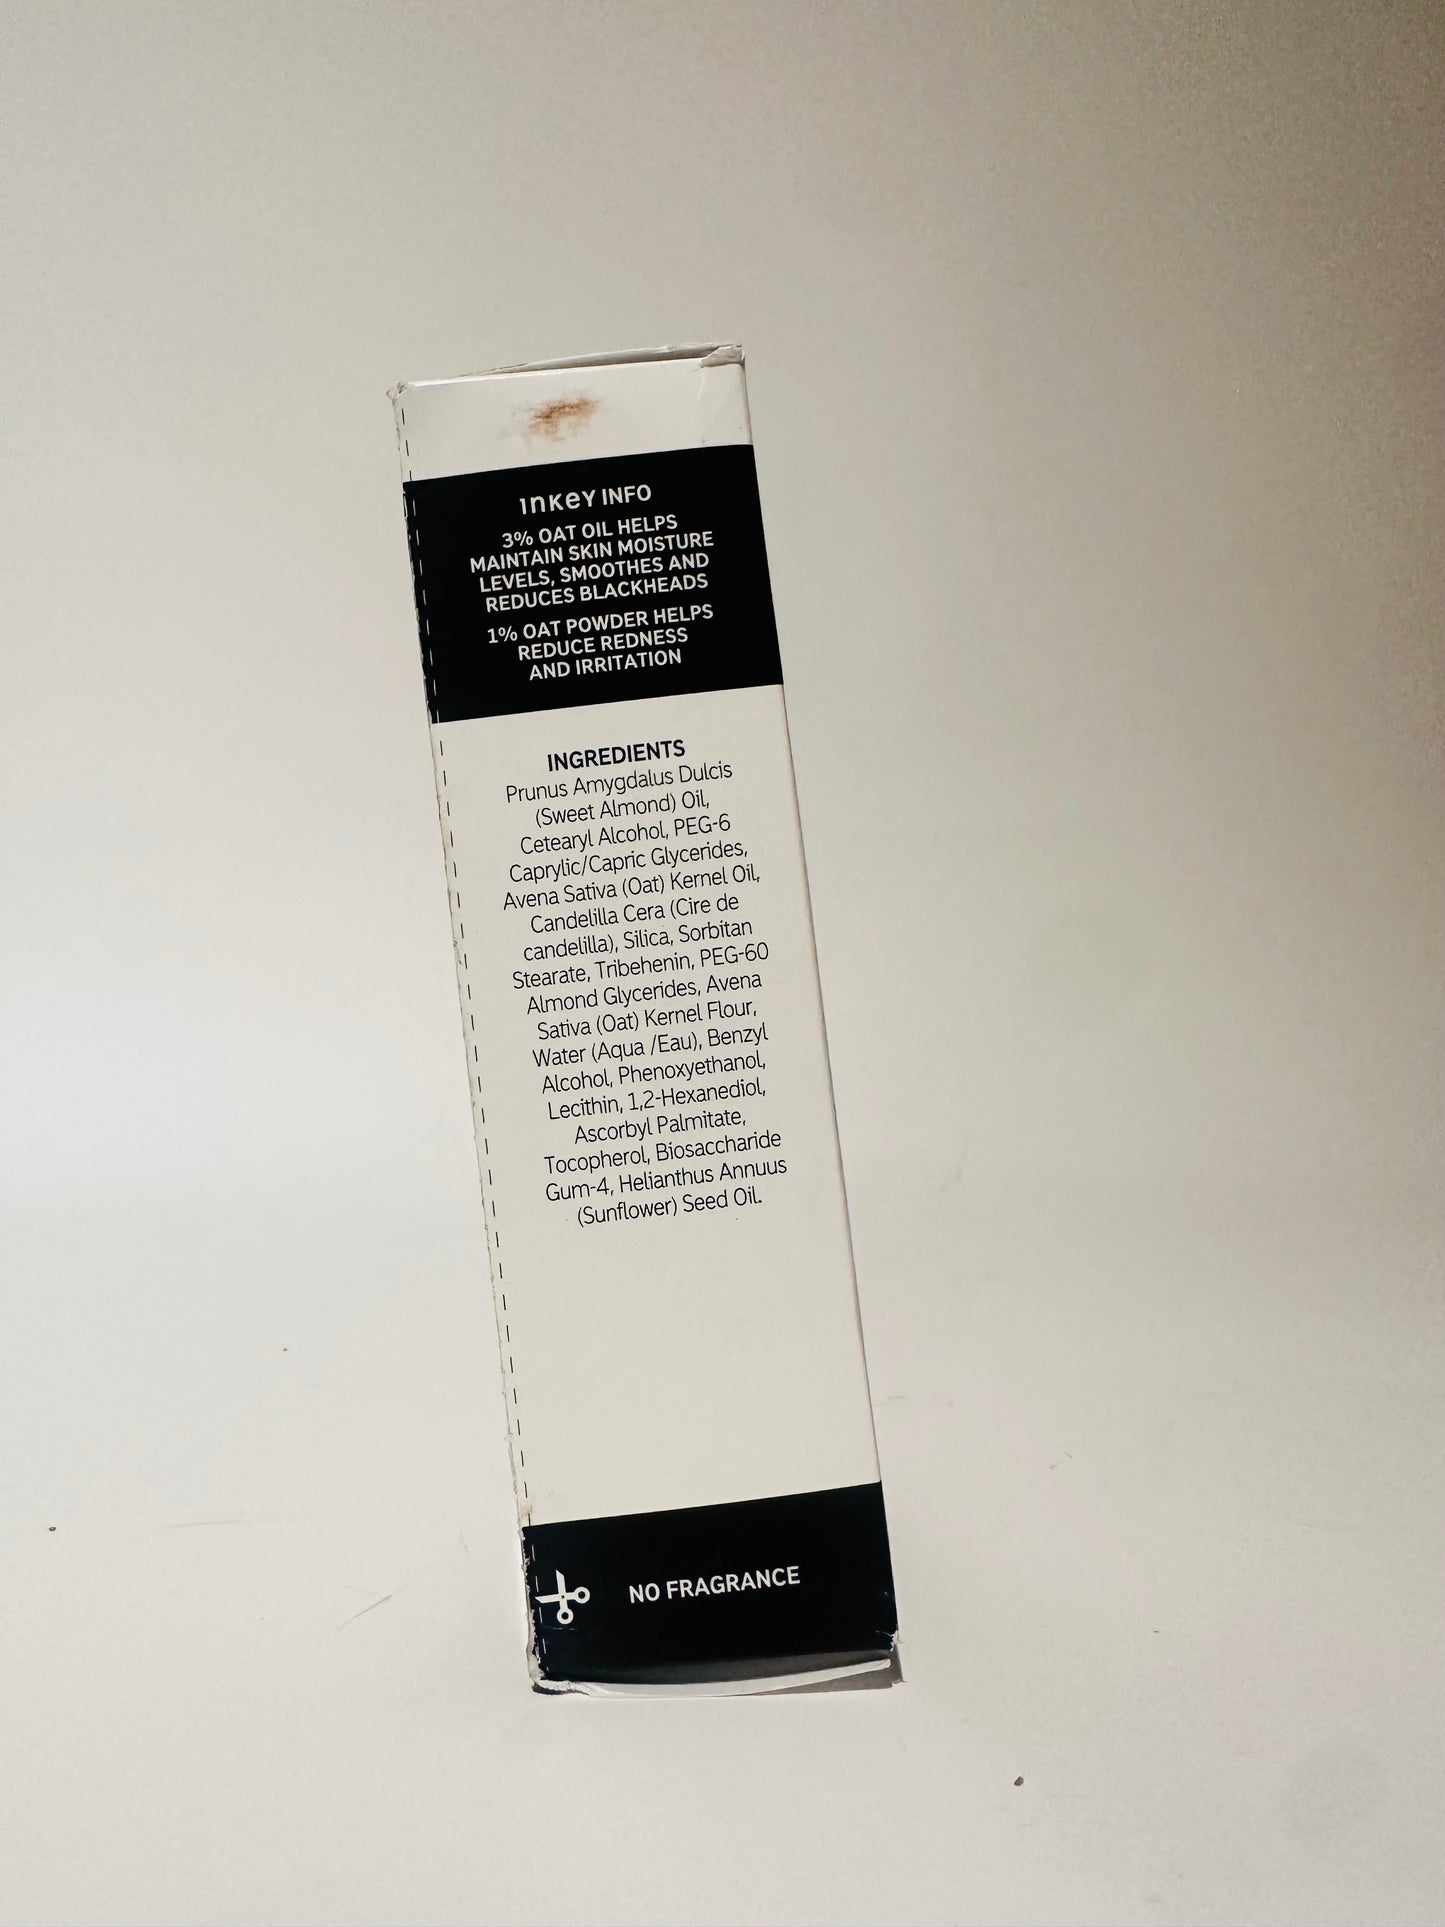 ınKeY INFO
3% OAT OIL HELPS
MAINTAIN SKIN MOISTURE
LEVELS, SMOOTHES AND
REDUCES BLACKHEADS
1% OAT POWDER HELPS
REDUCE REDNESS
AND IRRITATION
INGREDIENTS
Prunus Amygdalus Dulcis
(Sweet Almond) Oil,
Cetearyl Alcohol, PEG-6
Caprylic/Capric Glycerides,
Avena Sativa (Oat) Kernel Oil,
Candelilla Cera (Cire de
candelilla), Silica, Sorbitan
Stearate, Tribehenin, PEG-60
Almond Glycerides, Avena
Sativa (Oat) Kernel Flour,
Water (Aqua /Eau), Benzyl
Alcohol, Phenoxyethanol,
Lecithin, 1,2-Hexanediol,
Ascorbyl Palmitate,
Tocopherol, Biosaccharide
Gum-4, Helianthus Annuus
(Sunflower) Seed Oil.
NO FRAGRANCE